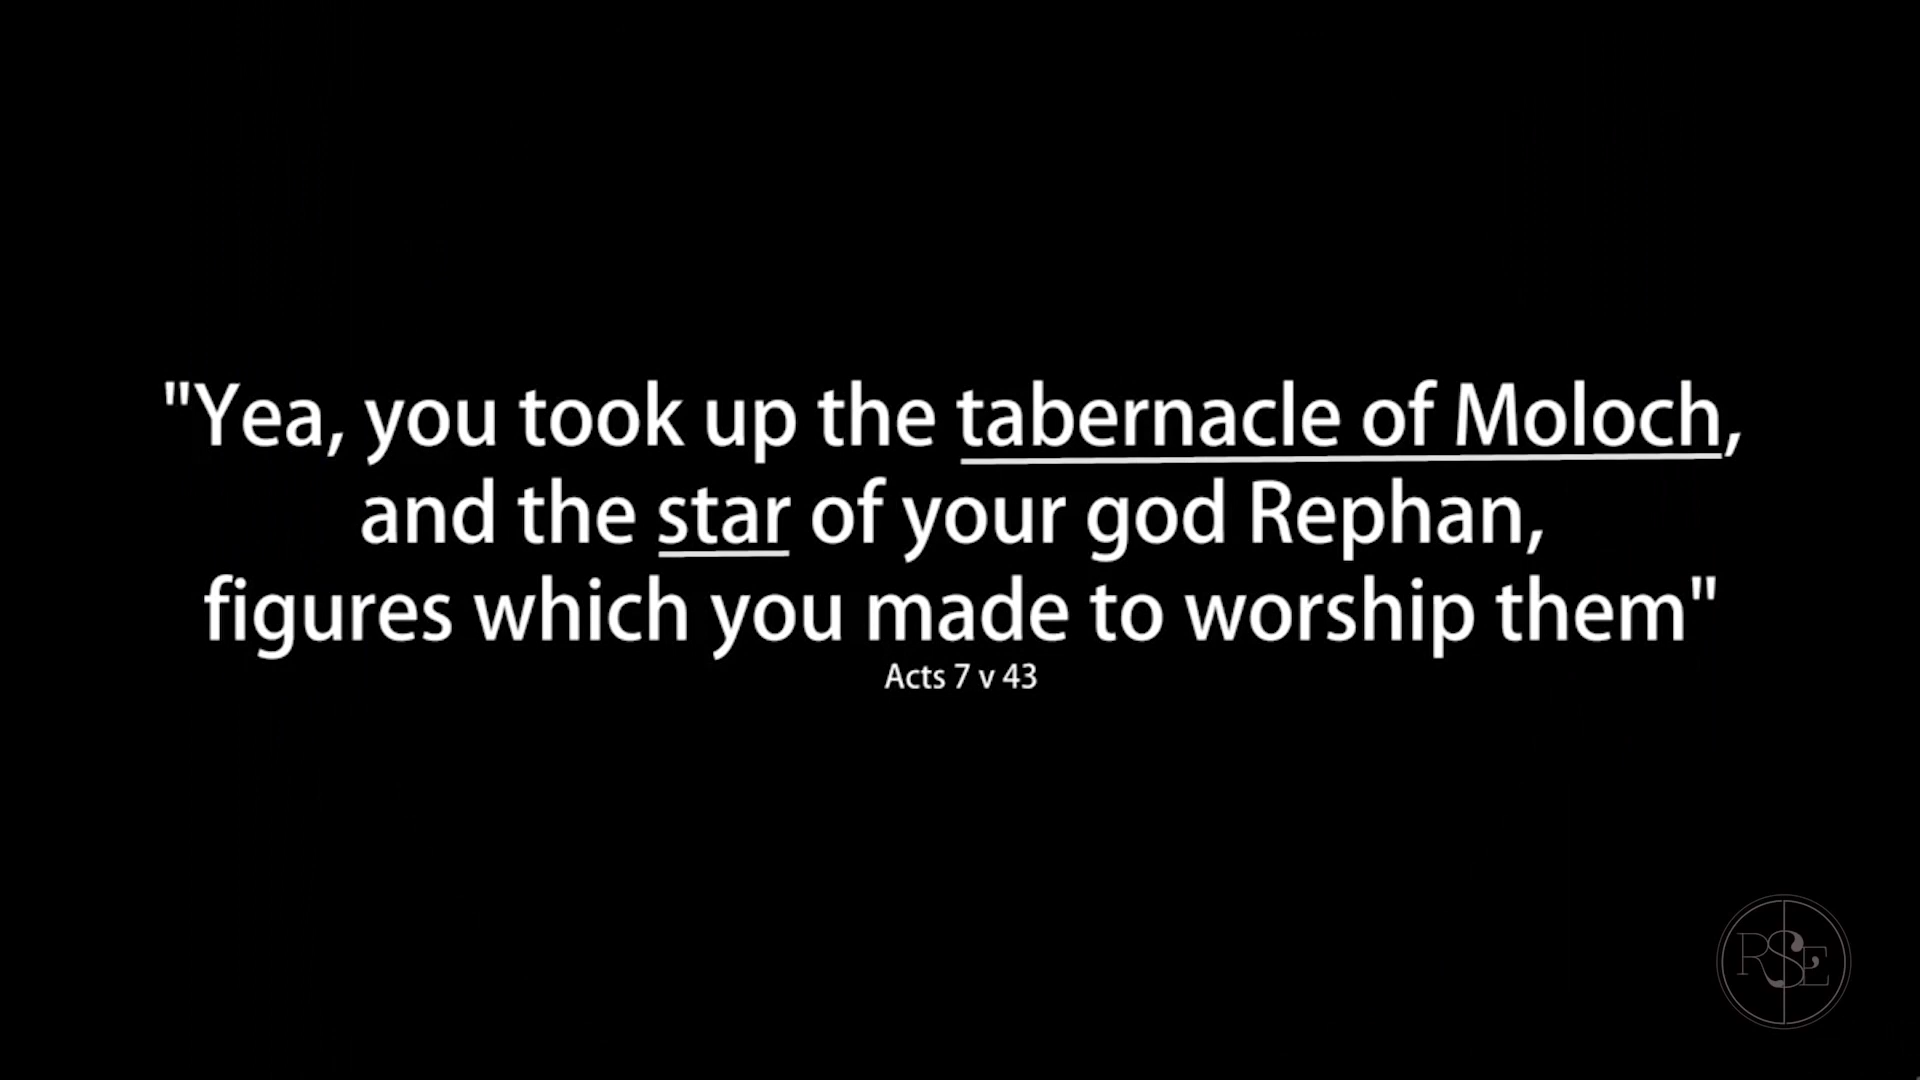 "Yea, you took up the tabernacle of Moloch,
and the star of your god Rephan,
figures which you made to worship them"
Acts 7 v 43
RSE